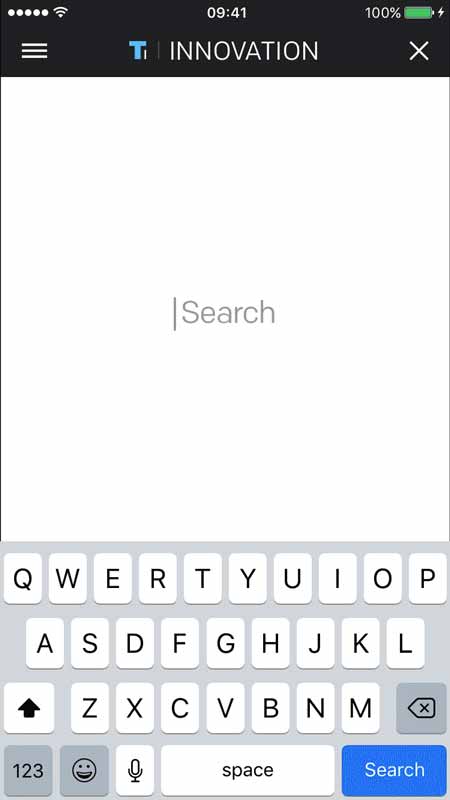 09:41 100%
TI INNOVATION
Search
Q W E R T Y U I O P
A S D F G H J K L
Z X C V B N M
123 space Search